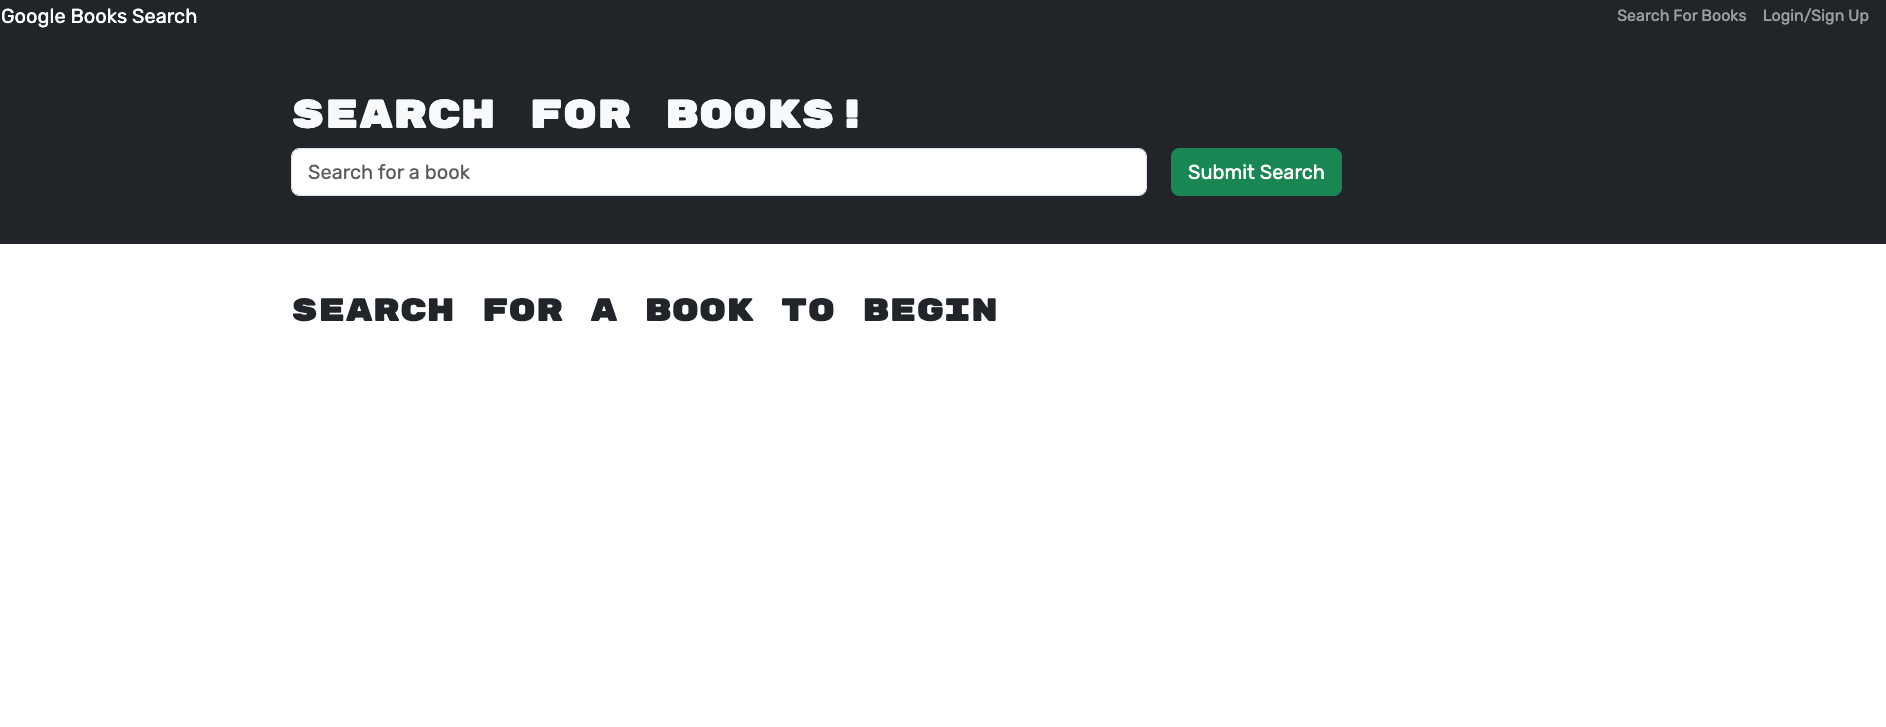 Google Books Search
Search For Books
Login/Sign Up
SEARCH FOR BOOKS!
Search for a book
Submit Search
SEARCH FOR A BOOK TO BEGIN